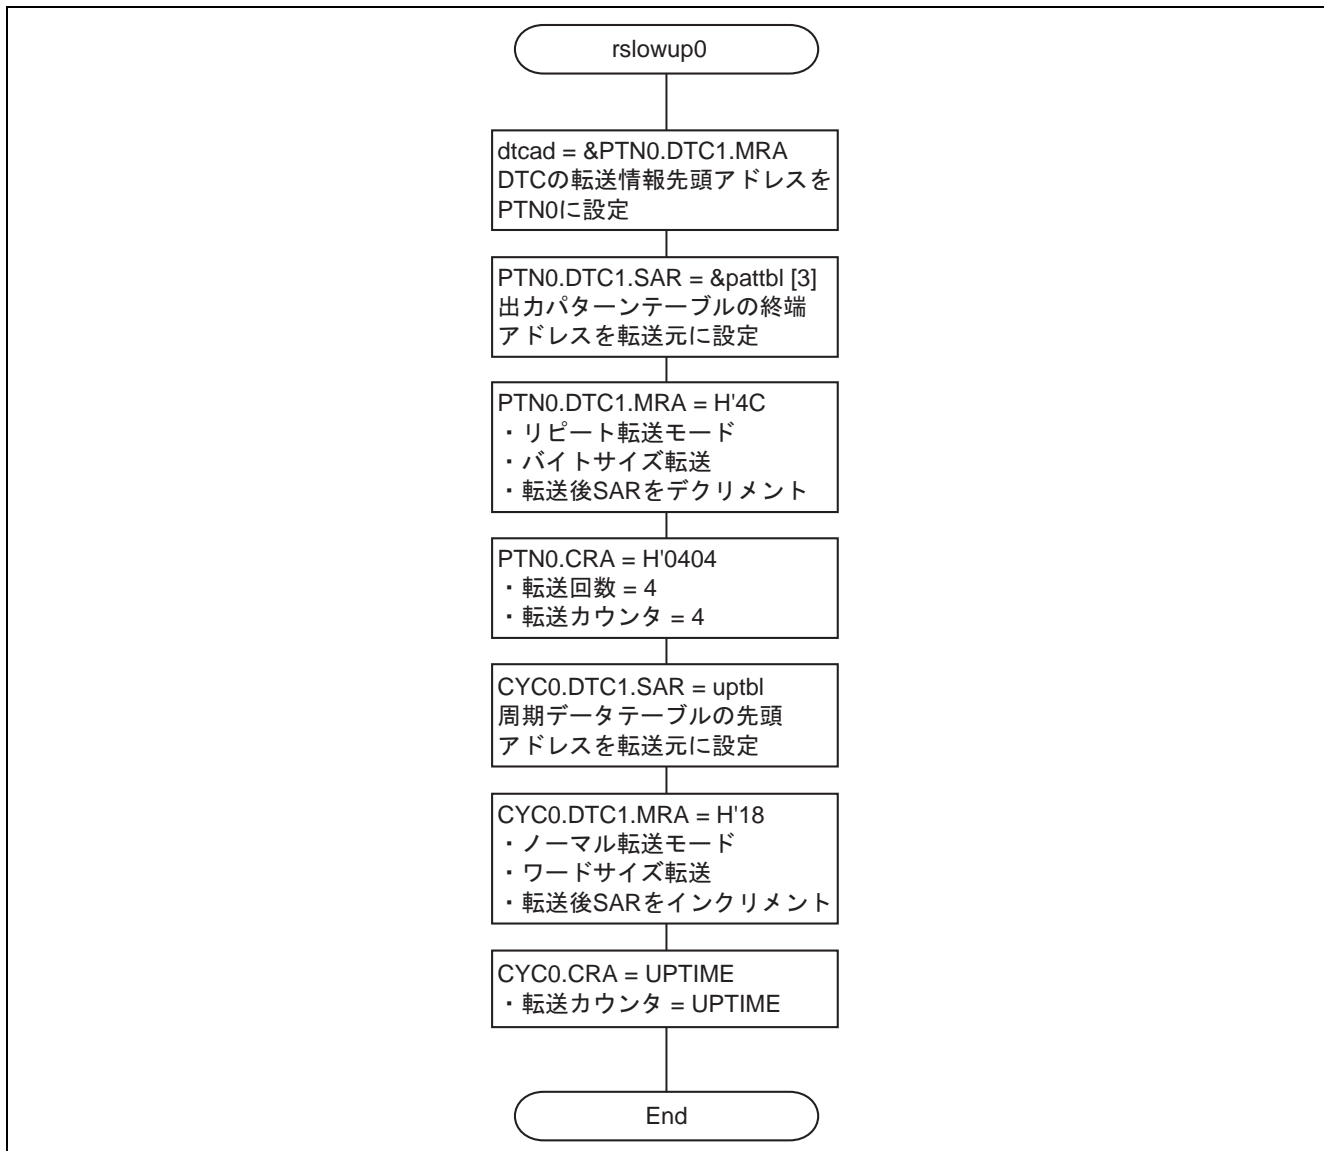 rslowup0
dtcad = &PTN0.DTC1.MRA
DTCの転送情報先頭アドレスを
PTN0に設定
PTN0.DTC1.SAR = &pattbl [3]
出力パターンテーブルの終端
アドレスを転送元に設定
PTN0.DTC1.MRA = H'4C
・リピート転送モード
・バイトサイズ転送
・転送後SARをデクリメント
PTN0.CRA = H'0404
・転送回数 = 4
・転送カウンタ = 4
CYC0.DTC1.SAR = uptbl
周期データテーブルの先頭
アドレスを転送元に設定
CYC0.DTC1.MRA = H'18
・ノーマル転送モード
・ワードサイズ転送
・転送後SARをインクリメント
CYC0.CRA = UPTIME
・転送カウンタ = UPTIME
End